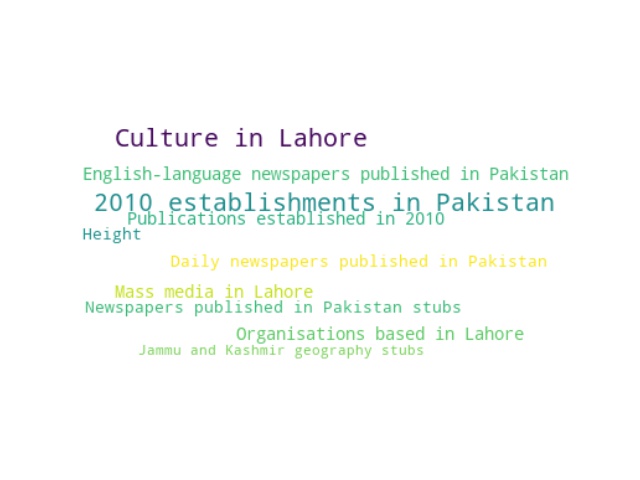 Culture in Lahore
English-language newspapers published in Pakistan
2010 establishments in Pakistan
Publications established in 2010
Height
Daily newspapers published in Pakistan
Mass media in Lahore
Newspapers published in Pakistan stubs
Organisations based in Lahore
Jammu and Kashmir geography stubs